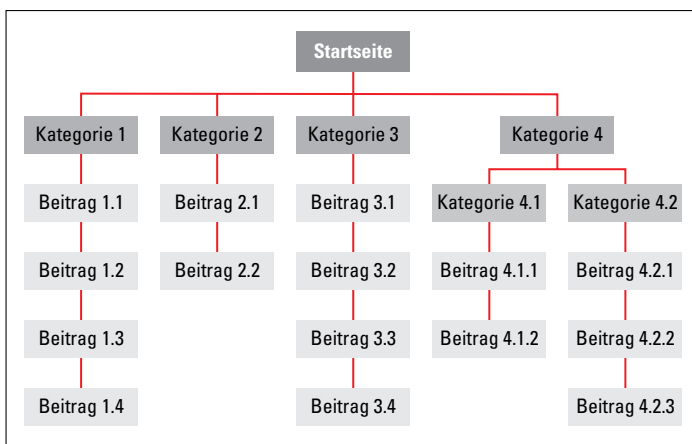 Startseite
Kategorie 1
Kategorie 2
Kategorie 3
Kategorie 4
Beitrag 1.1
Beitrag 2.1
Beitrag 3.1
Kategorie 4.1
Kategorie 4.2
Beitrag 1.2
Beitrag 2.2
Beitrag 3.2
Beitrag 4.1.1
Beitrag 4.2.1
Beitrag 1.3
Beitrag 3.3
Beitrag 4.1.2
Beitrag 4.2.2
Beitrag 1.4
Beitrag 3.4
Beitrag 4.2.3